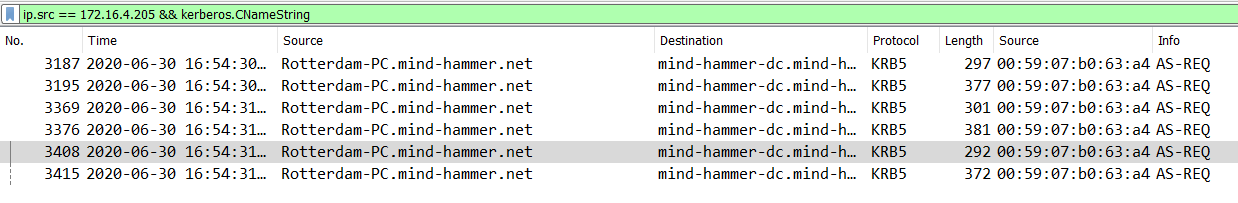 ip.src == 172.16.4.205 && kerberos.CNameString
No. Time Source Destination Protocol Length Source Info
3187 2020-06-30 16:54:30… Rotterdam-PC.mind-hammer.net mind-hammer-dc.mind-h… KRB5 297 00:59:07:b0:63:a4 AS-REQ
3195 2020-06-30 16:54:30… Rotterdam-PC.mind-hammer.net mind-hammer-dc.mind-h… KRB5 377 00:59:07:b0:63:a4 AS-REQ
3369 2020-06-30 16:54:31… Rotterdam-PC.mind-hammer.net mind-hammer-dc.mind-h… KRB5 301 00:59:07:b0:63:a4 AS-REQ
3376 2020-06-30 16:54:31… Rotterdam-PC.mind-hammer.net mind-hammer-dc.mind-h… KRB5 381 00:59:07:b0:63:a4 AS-REQ
3408 2020-06-30 16:54:31… Rotterdam-PC.mind-hammer.net mind-hammer-dc.mind-h… KRB5 292 00:59:07:b0:63:a4 AS-REQ
3415 2020-06-30 16:54:31… Rotterdam-PC.mind-hammer.net mind-hammer-dc.mind-h… KRB5 372 00:59:07:b0:63:a4 AS-REQ